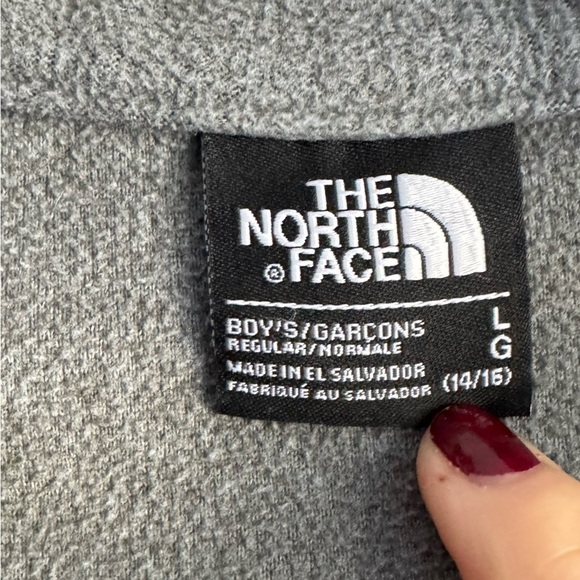 THE
NORTH
® FACE
BOY'S/GARÇONS L
REGULAR/NORMALE G
MADE IN EL SALVADOR
FABRIQUÉ AU SALVADOR (14/16)